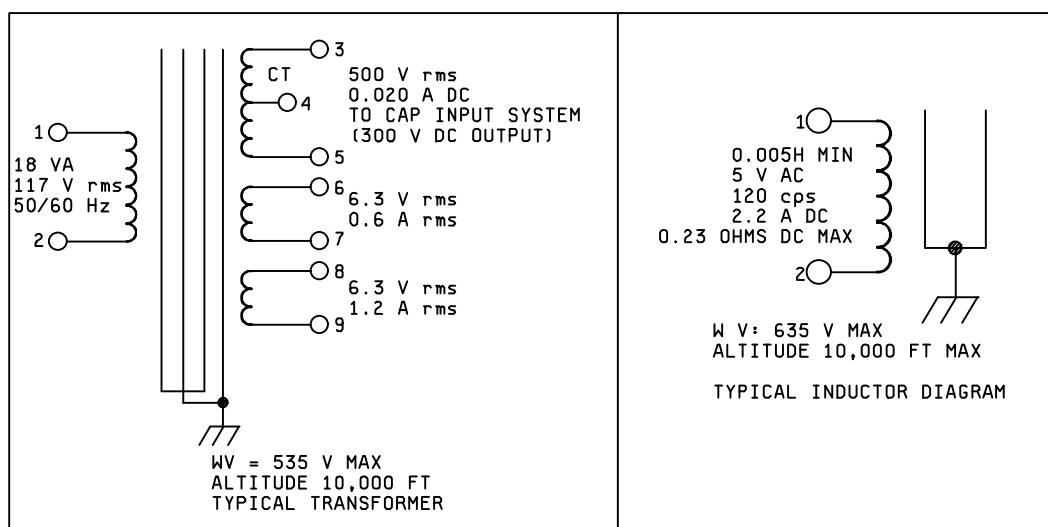 3
CT
4
500 V rms
0.020 A DC
TO CAP INPUT SYSTEM
(300 V DC OUTPUT)
5
1
18 VA
117 V rms
50/60 Hz
2
6
6.3 V rms
0.6 A rms
7
8
6.3 V rms
1.2 A rms
9
WV = 535 V MAX
ALTITUDE 10,000 FT
TYPICAL TRANSFORMER
1
0.005H MIN
5 V AC
120 cps
2.2 A DC
0.23 OHMS DC MAX
2
W V: 635 V MAX
ALTITUDE 10,000 FT MAX
TYPICAL INDUCTOR DIAGRAM